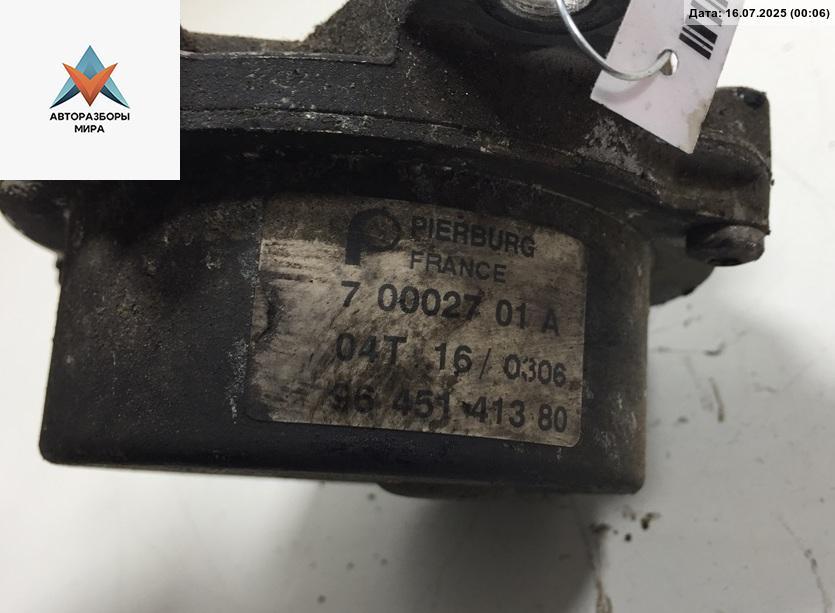 Дата: 16.07.2025 (00:06)
АВТОРАЗБОРЫ
МИРА
PIERBURG
FRANCE
7 00027 01 A
04T 16 / 0306
96 451 413 80